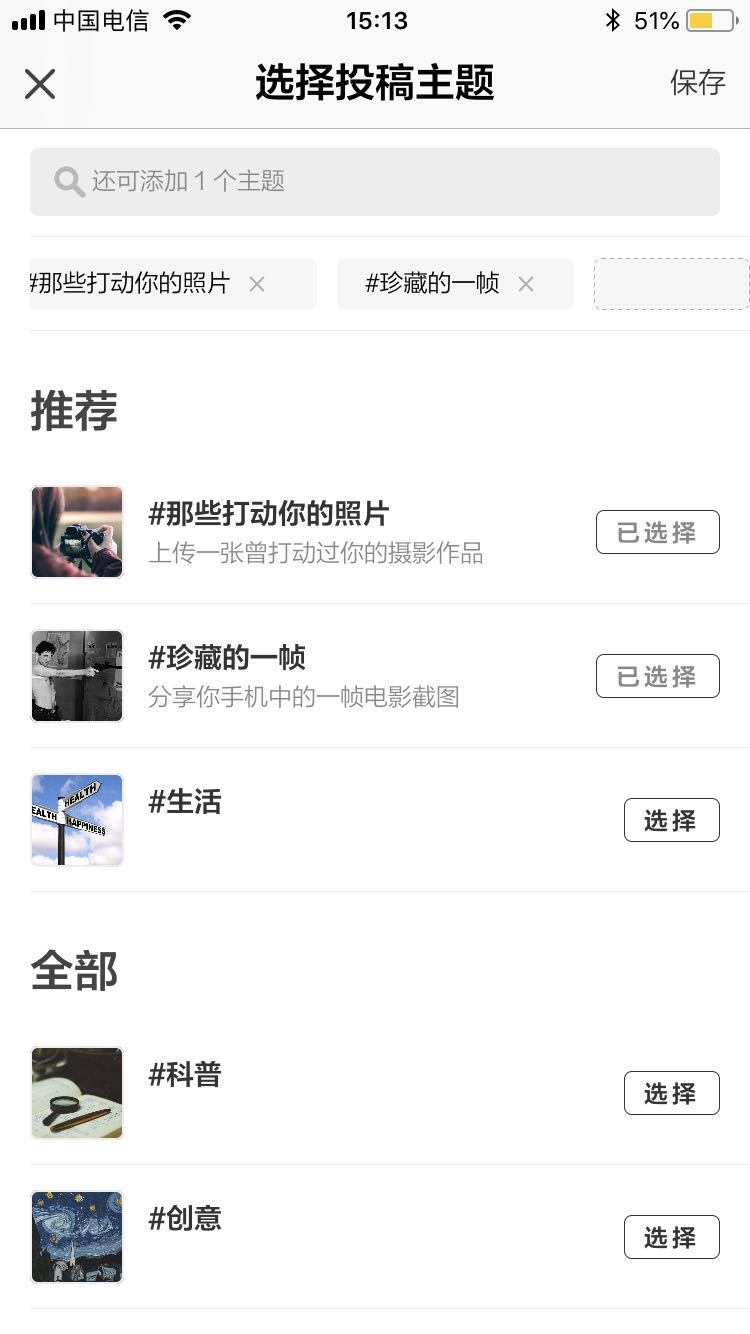 中国电信
15:13
51%
选择投稿主题
保存
还可添加 1 个主题
#那些打动你的照片
#珍藏的一帧
推荐
#那些打动你的照片
上传一张曾打动过你的摄影作品
已选择
#珍藏的一帧
分享你手机中的一帧电影截图
已选择
HEALTH
EALTH
HAPPINESS
#生活
选择
全部
#科普
选择
#创意
选择